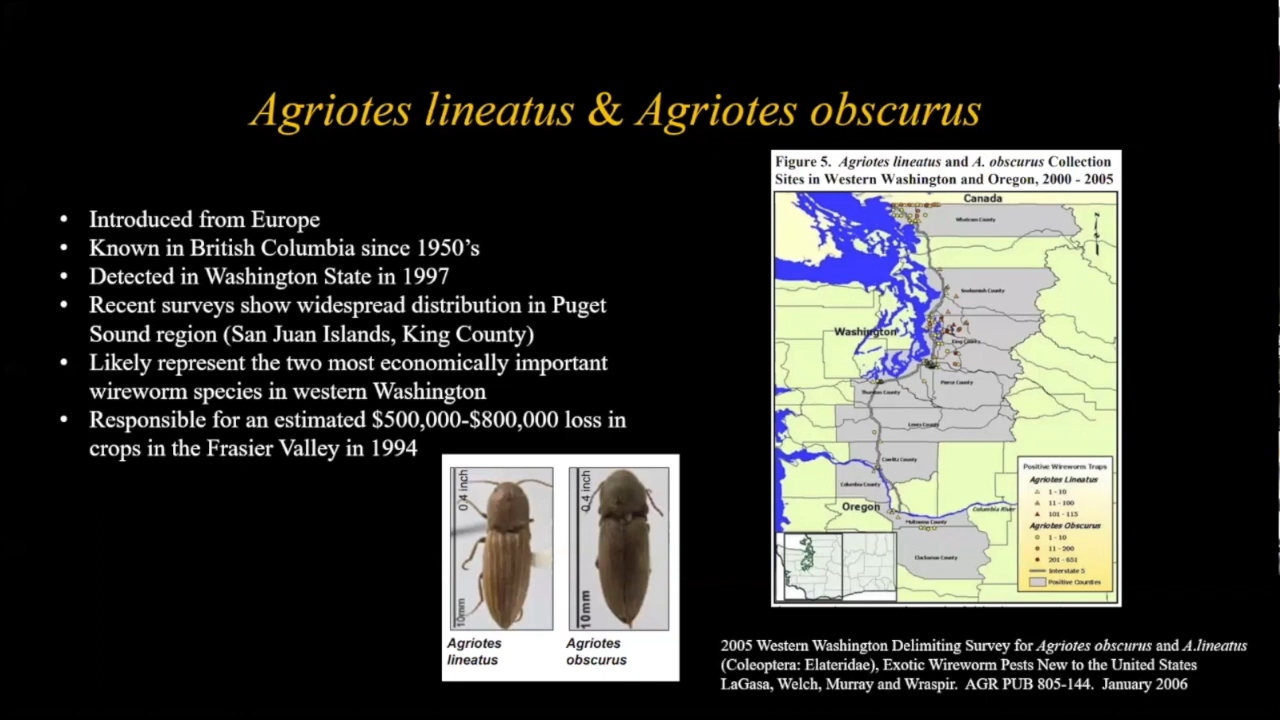 Agriotes lineatus & Agriotes obscurus
• Introduced from Europe
• Known in British Columbia since 1950’s
• Detected in Washington State in 1997
• Recent surveys show widespread distribution in Puget
Sound region (San Juan Islands, King County)
• Likely represent the two most economically important
wireworm species in western Washington
• Responsible for an estimated $500,000-$800,000 loss in
crops in the Frasier Valley in 1994
0.4 inch
10mm
Agriotes
lineatus
0.4 inch
10mm
Agriotes
obscurus
Figure 5. Agriotes lineatus and A. obscurus Collection
Sites in Western Washington and Oregon, 2000 - 2005
Canada
Whatcom County
N
Snohomish County
Washington
King County
Pierce County
Thurston County
Lewis County
Cowlitz County
Columbia County
Oregon
Columbia River
Multnomah County
Clackamas County
Positive Wireworm Traps
Agriotes Lineatus
1 - 10
11 - 100
101 - 113
Agriotes Obscurus
1 - 10
11 - 200
201 - 651
Interstate 5
Positive Counties
2005 Western Washington Delimiting Survey for Agriotes obscurus and A.lineatus
(Coleoptera: Elateridae), Exotic Wireworm Pests New to the United States
LaGasa, Welch, Murray and Wraspir. AGR PUB 805-144. January 2006